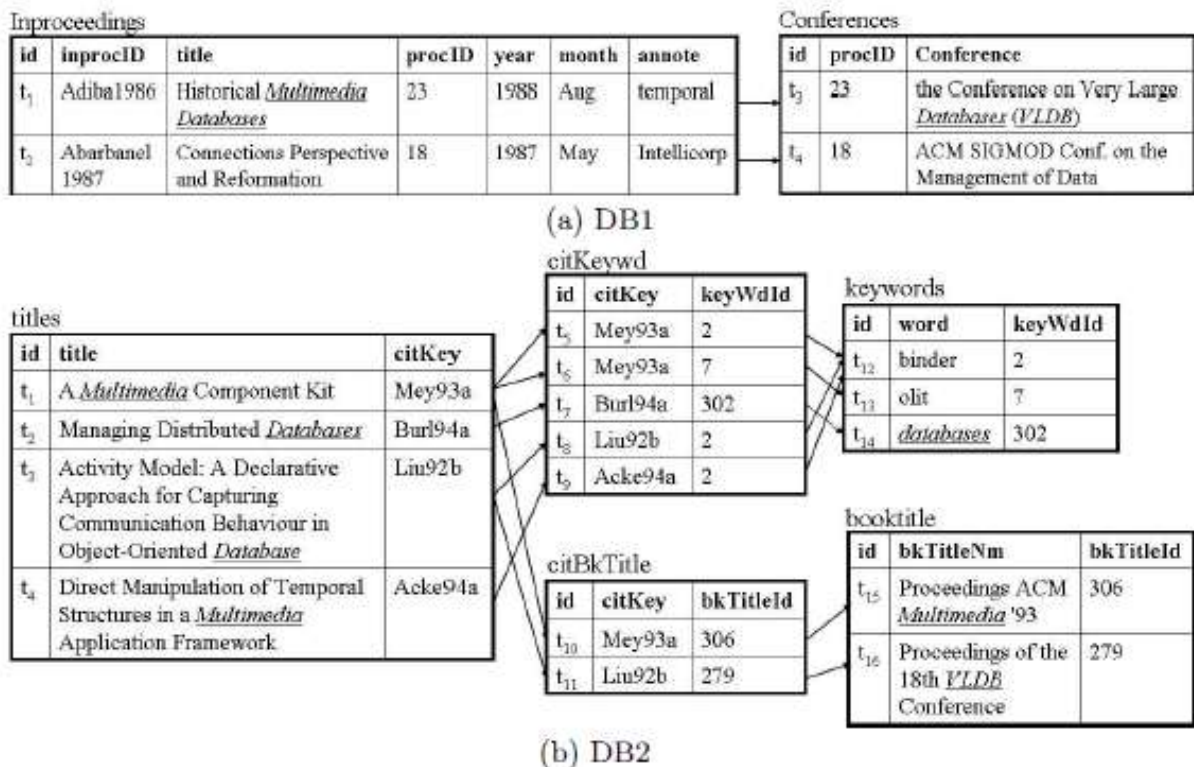 Inproceedings
id inprocID title procID year month annote
t1 Adiba1986 Historical Multimedia Databases 23 1988 Aug temporal
t2 Abarbanel 1987 Connections Perspective and Reformation 18 1987 May Intellicorp
Conferences
id procID Conference
t3 23 the Conference on Very Large Databases (VLDB)
t4 18 ACM SIGMOD Conf. on the Management of Data
(a) DB1
titles
id title citKey
t1 A Multimedia Component Kit Mey93a
t2 Managing Distributed Databases Burl94a
t3 Activity Model: A Declarative Approach for Capturing Communication Behaviour in Object-Oriented Database Liu92b
t4 Direct Manipulation of Temporal Structures in a Multimedia Application Framework Acke94a
citKeywd
id citKey keyWdId
t5 Mey93a 2
t6 Mey93a 7
t7 Burl94a 302
t8 Liu92b 2
t9 Acke94a 2
keywords
id word keyWdId
t12 binder 2
t13 olit 7
t14 databases 302
citBkTitle
id citKey bkTitleId
t10 Mey93a 306
t11 Liu92b 279
booktitle
id bkTitleNm bkTitleId
t15 Proceedings ACM Multimedia '93 306
t16 Proceedings of the 18th VLDB Conference 279
(b) DB2